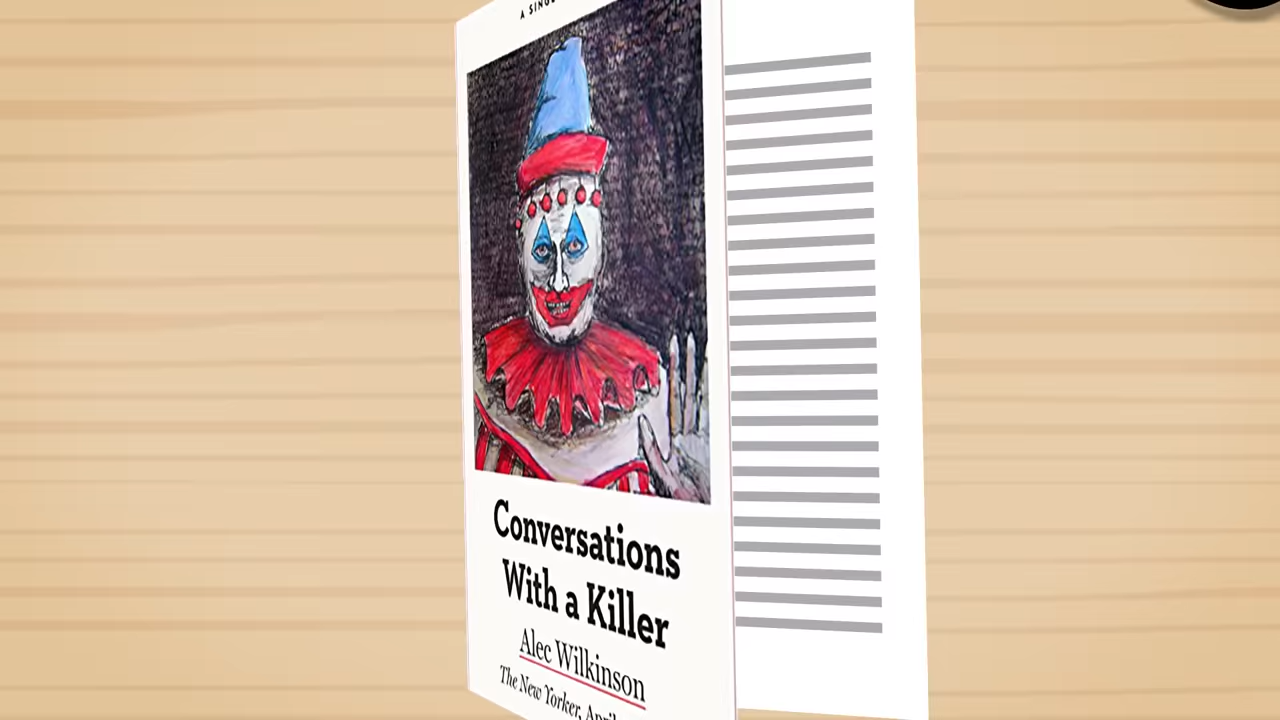 A
Conversations
With a Killer
Alec Wilkinson
The New Yorker,